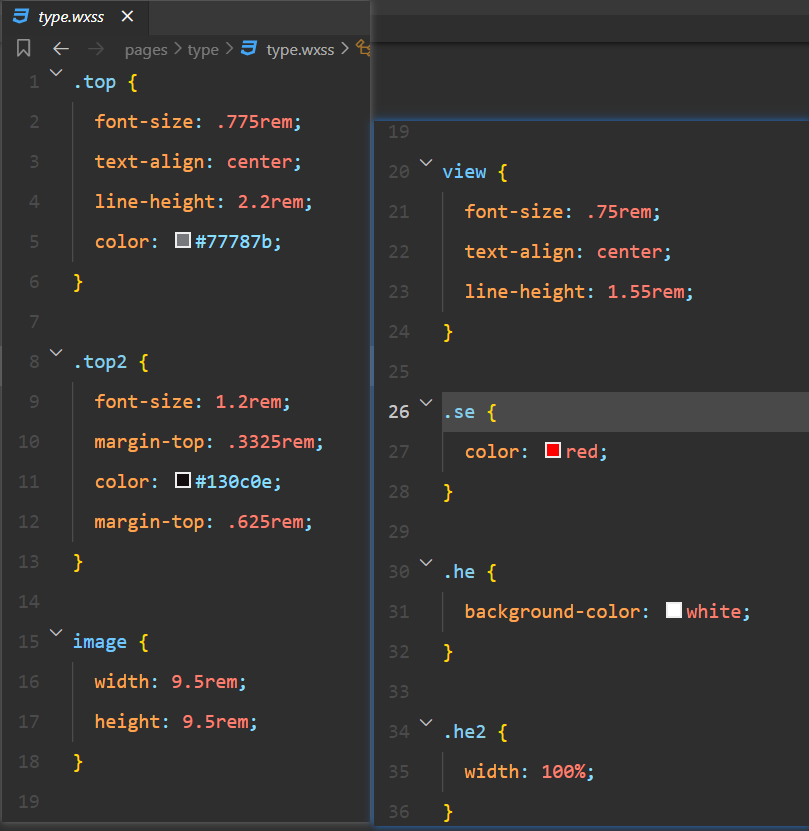 type.wxss
pages > type > type.wxss >
1 .top {
2 font-size: .775rem;
3 text-align: center;
4 line-height: 2.2rem;
5 color: #77787b;
6 }
7
8 .top2 {
9 font-size: 1.2rem;
10 margin-top: .3325rem;
11 color: #130c0e;
12 margin-top: .625rem;
13 }
14
15 image {
16 width: 9.5rem;
17 height: 9.5rem;
18 }
19
19
20 view {
21 font-size: .75rem;
22 text-align: center;
23 line-height: 1.55rem;
24 }
25
26 .se {
27 color: red;
28 }
29
30 .he {
31 background-color: white;
32 }
33
34 .he2 {
35 width: 100%;
36 }